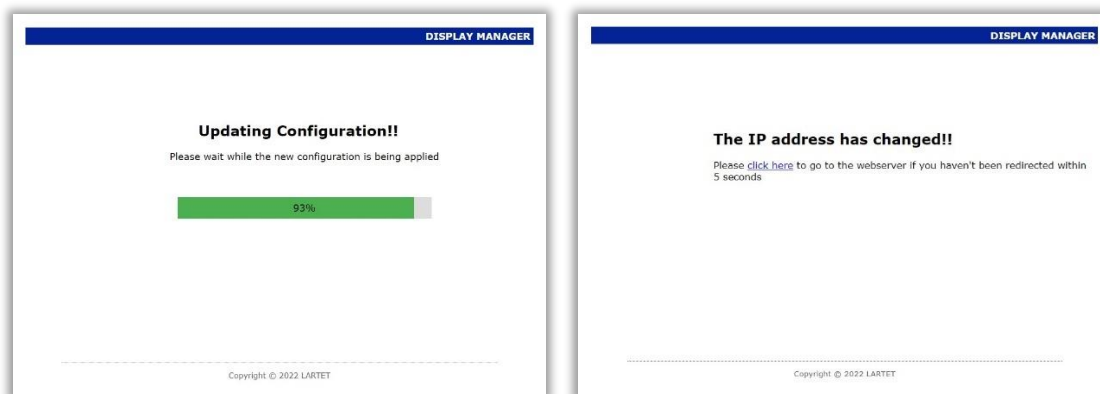 DISPLAY MANAGER
Updating Configuration!!
Please wait while the new configuration is being applied
93%
Copyright © 2022 LARTET
DISPLAY MANAGER
The IP address has changed!!
Please click here to go to the webserver if you haven't been redirected within
5 seconds
Copyright © 2022 LARTET